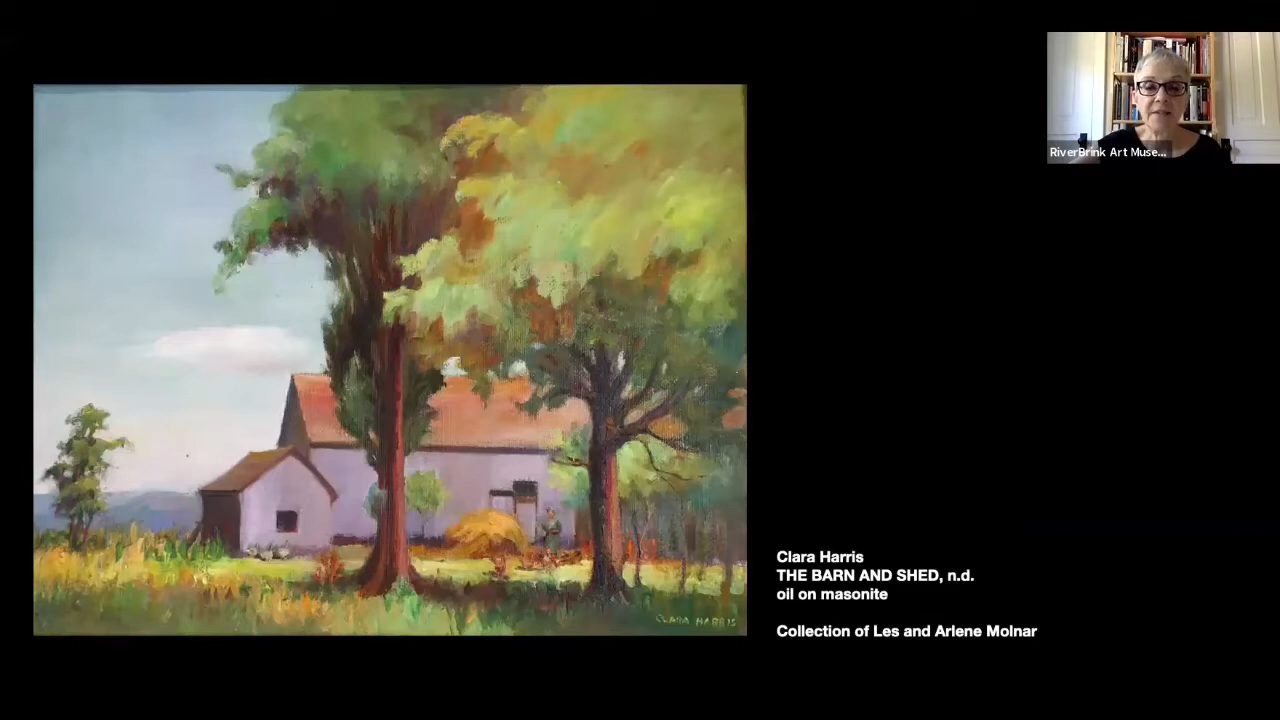 RiverBrink Art Muse...
Clara Harris
THE BARN AND SHED, n.d.
oil on masonite
Collection of Les and Arlene Molnar
CLARA HARRIS